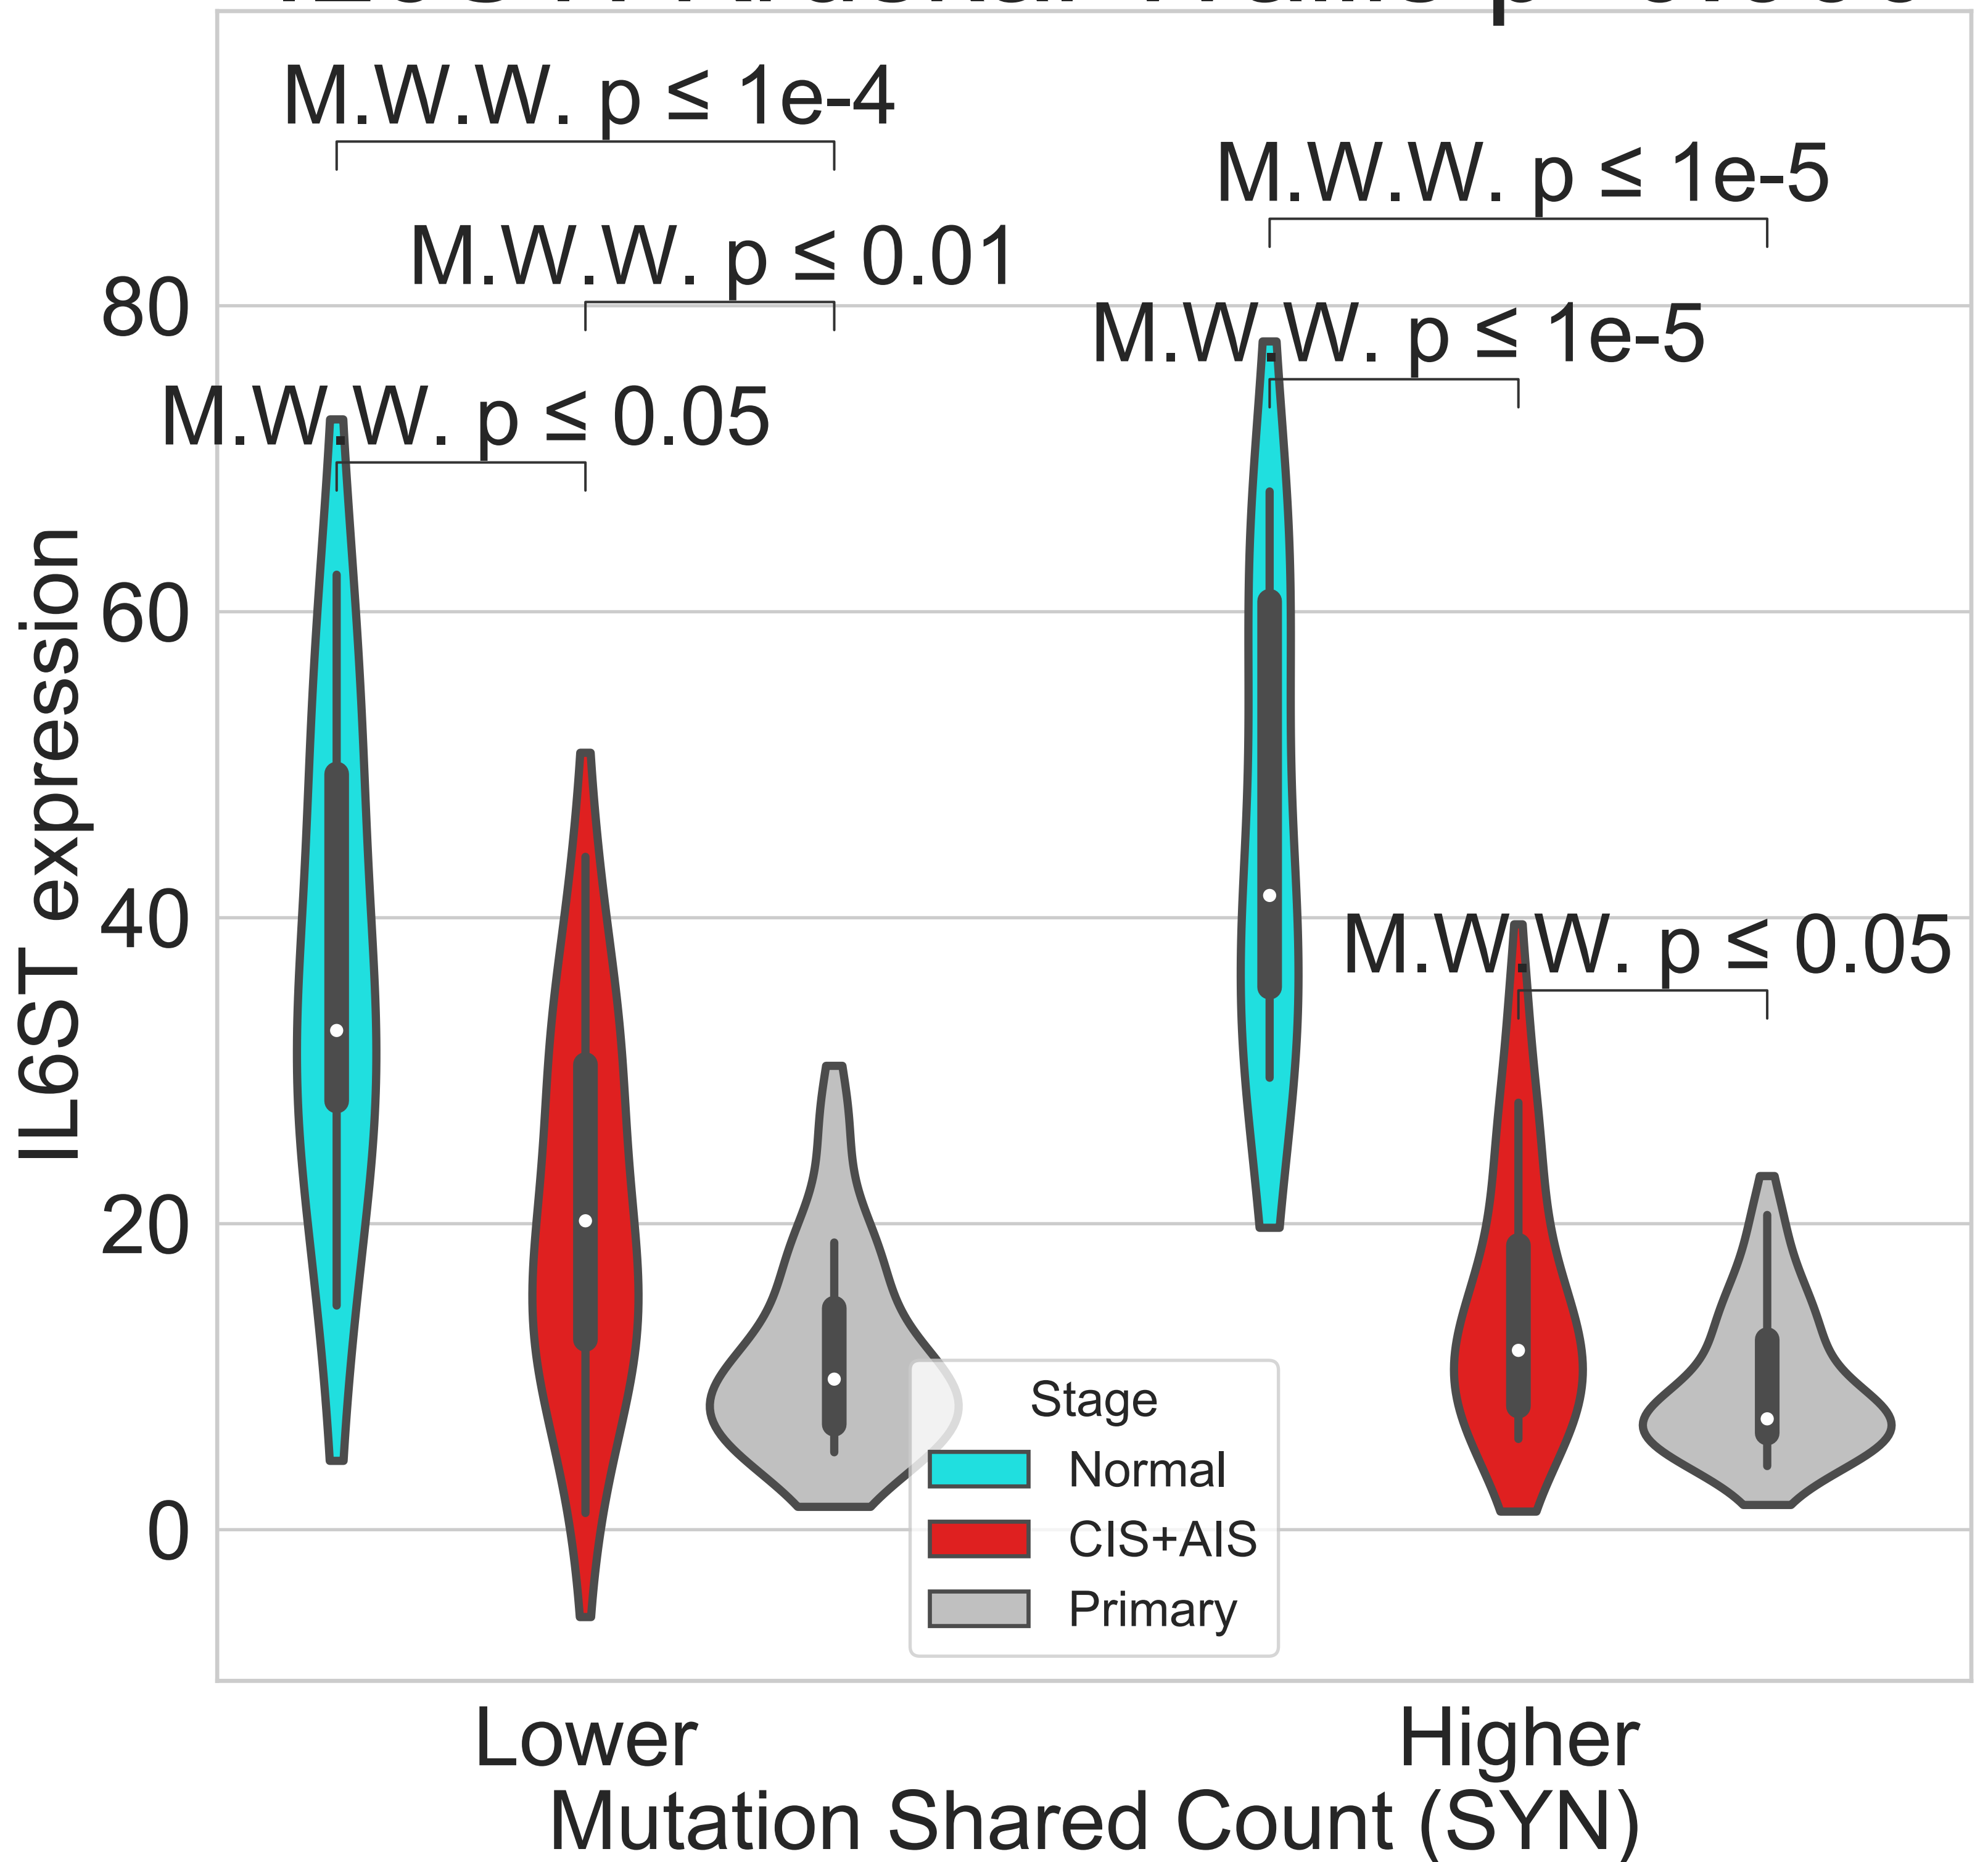 M.W.W. p ≤ 1e-4
M.W.W. p ≤ 1e-5
M.W.W. p ≤ 0.01
M.W.W. p ≤ 1e-5
M.W.W. p ≤ 0.05
M.W.W. p ≤ 0.05
80
60
40
20
0
IL6ST expression
Stage
Normal
CIS+AIS
Primary
Lower
Higher
Mutation Shared Count (SYN)